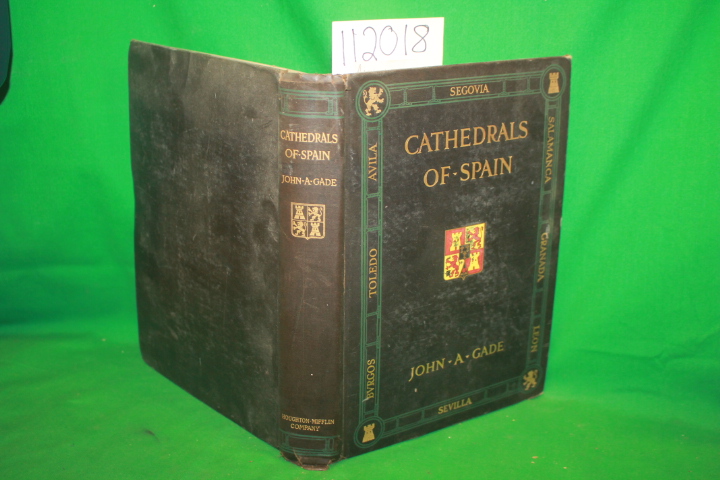 112018
CATHEDRALS
OF-SPAIN
JOHN-A-GADE
HOUGHTON-MIFFLIN
COMPANY
SEGOVIA
AVILA
TOLEDO
BVRGOS
CATHEDRALS
OF-SPAIN
JOHN-A-GADE
SALAMANCA
GRANADA
LEON
SEVILLA